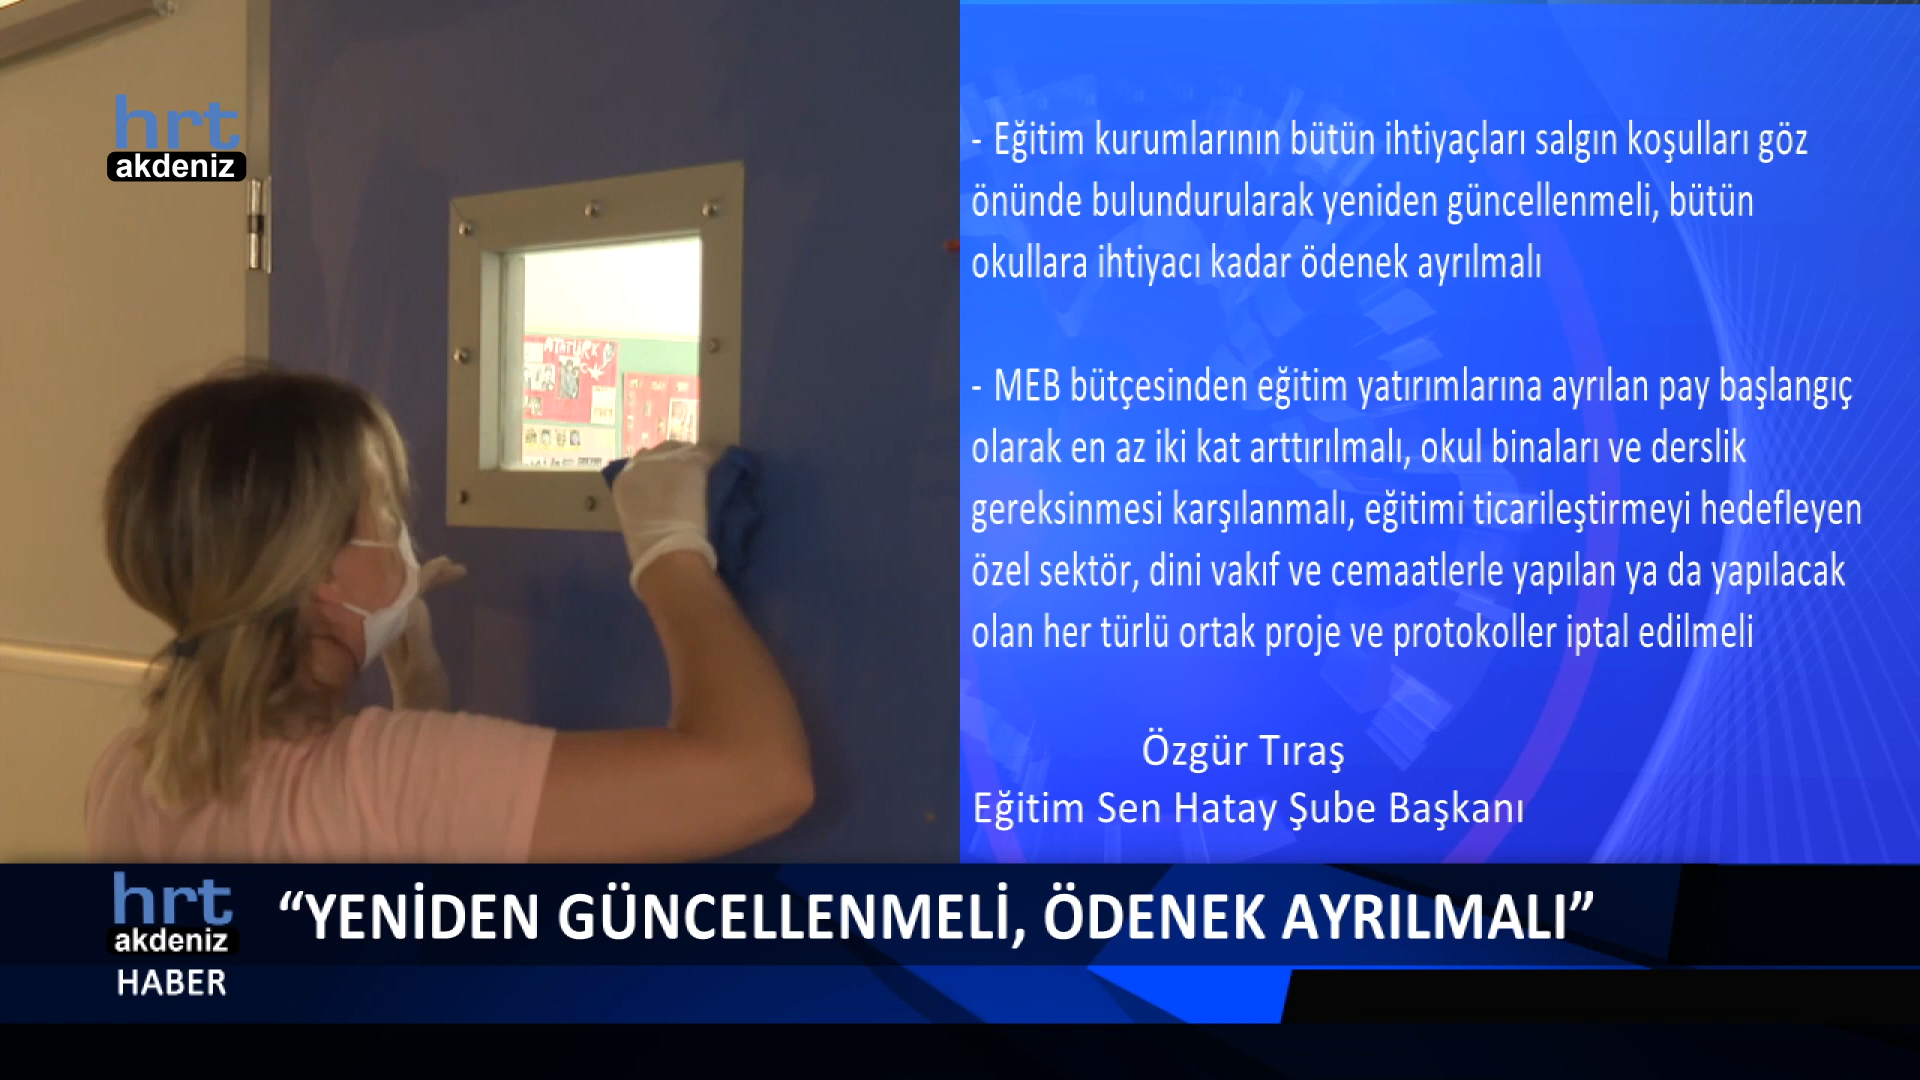 hrt
akdeniz
ATATÜRK
- Eğitim kurumlarının bütün ihtiyaçları salgın koşulları göz
önünde bulundurularak yeniden güncellenmeli, bütün
okullara ihtiyacı kadar ödenek ayrılmalı
- MEB bütçesinden eğitim yatırımlarına ayrılan pay başlangıç
olarak en az iki kat arttırılmalı, okul binaları ve derslik
gereksinmesi karşılanmalı, eğitimi ticarileştirmeyi hedefleyen
özel sektör, dini vakıf ve cemaatlerle yapılan ya da yapılacak
olan her türlü ortak proje ve protokoller iptal edilmeli
Özgür Tıraş
Eğitim Sen Hatay Şube Başkanı
hrt
akdeniz
HABER
“YENİDEN GÜNCELLENMELİ, ÖDENEK AYRILMALI”